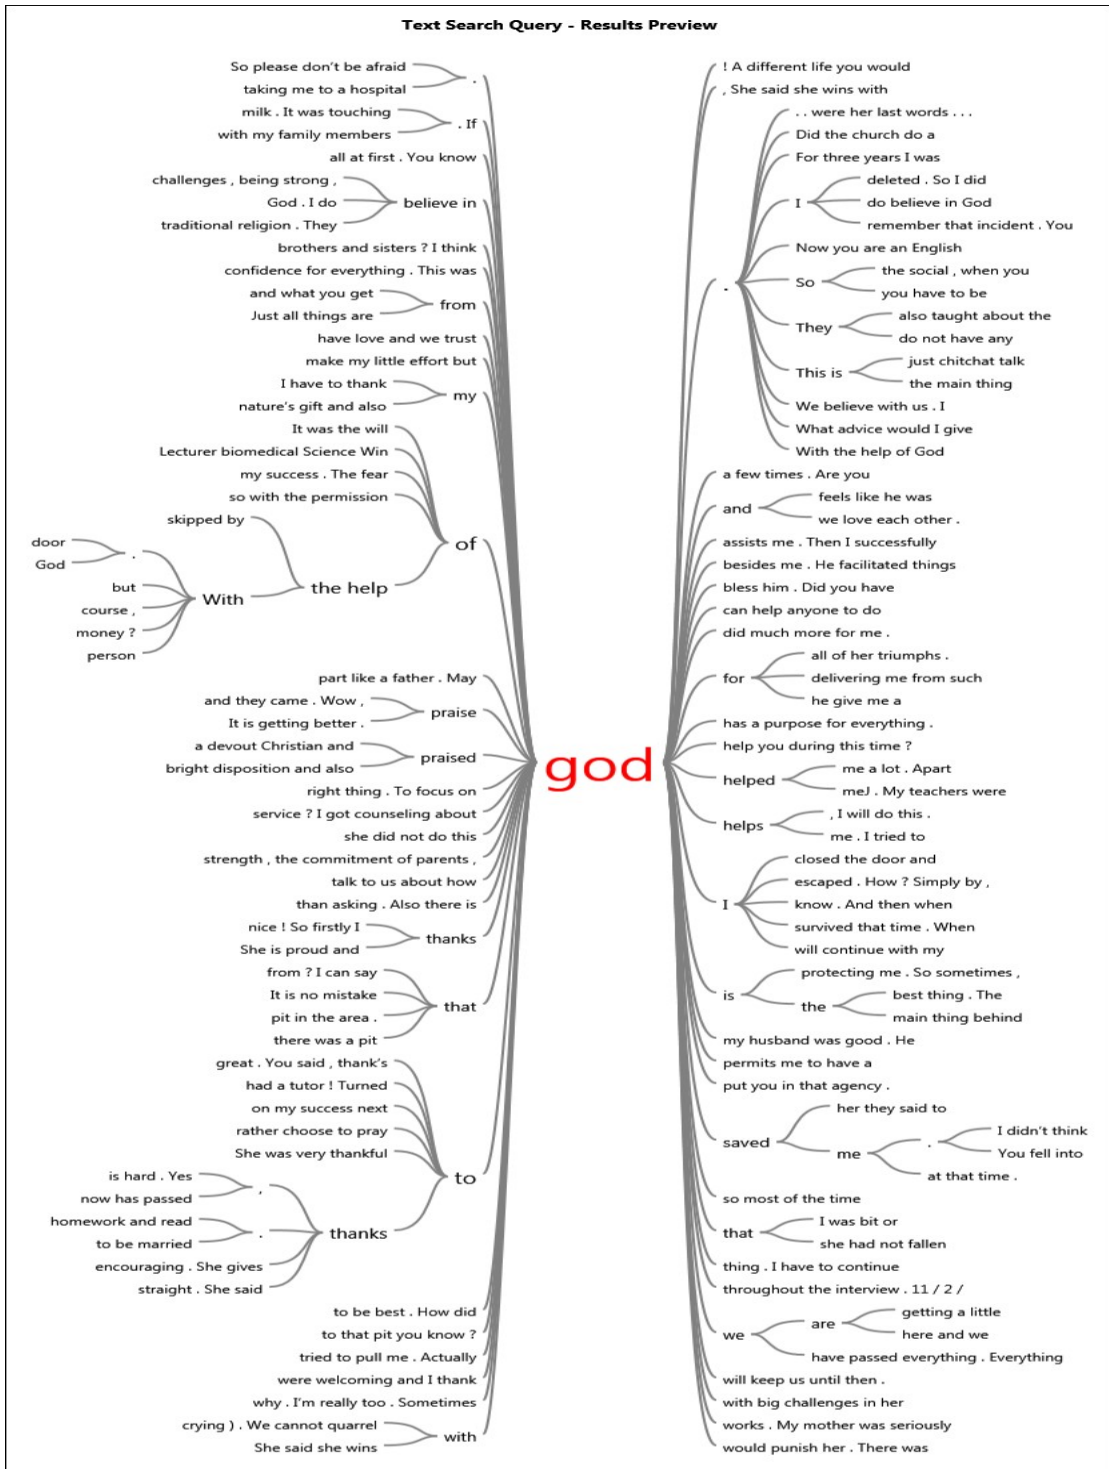 Text Search Query - Results Preview
So please don't be afraid
taking me to a hospital
.
milk . It was touching
with my family members
. If
all at first . You know
challenges , being strong ,
God . I do
traditional religion . They
believe in
brothers and sisters ? I think
confidence for everything . This was
and what you get
Just all things are
from
have love and we trust
make my little effort but
I have to thank
nature's gift and also
my
It was the will
Lecturer biomedical Science Win
my success . The fear
so with the permission
skipped by
door
God
.
but
course ,
money ?
person
With
the help
of
part like a father . May
and they came . Wow ,
It is getting better .
praise
a devout Christian and
bright disposition and also
praised
right thing . To focus on
service ? I got counseling about
she did not do this
strength , the commitment of parents ,
talk to us about how
than asking . Also there is
nice ! So firstly I
She is proud and
thanks
from ? I can say
It is no mistake
pit in the area .
there was a pit
that
great . You said , thank's
had a tutor ! Turned
on my success next
rather choose to pray
She was very thankful
is hard . Yes
now has passed
,
homework and read
to be married
.
encouraging . She gives
straight . She said
thanks
to
to be best . How did
to that pit you know ?
tried to pull me . Actually
were welcoming and I thank
why . I'm really too . Sometimes
crying ) . We cannot quarrel
She said she wins
with
god
! A different life you would
, She said she wins with
.
. . were her last words . . .
Did the church do a
For three years I was
I
deleted . So I did
do believe in God
remember that incident . You
Now you are an English
So
the social , when you
you have to be
They
also taught about the
do not have any
This is
just chitchat talk
the main thing
We believe with us . I
What advice would I give
With the help of God
a few times . Are you
and
feels like he was
we love each other .
assists me . Then I successfully
besides me . He facilitated things
bless him . Did you have
can help anyone to do
did much more for me .
for
all of her triumphs .
delivering me from such
he give me a
has a purpose for everything .
help you during this time ?
helped
me a lot . Apart
meJ . My teachers were
helps
, I will do this .
me . I tried to
I
closed the door and
escaped . How ? Simply by ,
know . And then when
survived that time . When
will continue with my
is
protecting me . So sometimes ,
the
best thing . The
main thing behind
my husband was good . He
permits me to have a
put you in that agency .
saved
her they said to
me
.
I didn't think
You fell into
at that time .
so most of the time
that
I was bit or
she had not fallen
thing . I have to continue
throughout the interview . 11 / 2 /
we
are
getting a little
here and we
have passed everything . Everything
will keep us until then .
with big challenges in her
works . My mother was seriously
would punish her . There was